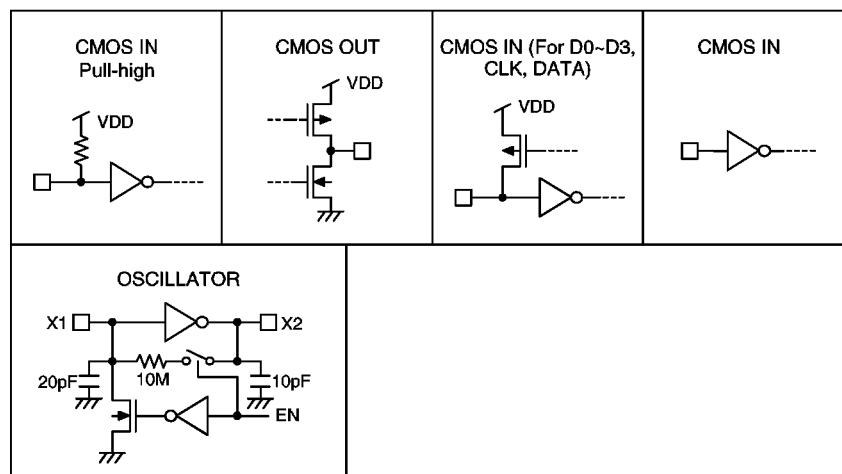 CMOS IN
Pull-high
VDD
CMOS OUT
VDD
CMOS IN (For D0~D3,
CLK, DATA)
VDD
CMOS IN
OSCILLATOR
X1
X2
20pF
10M
10pF
EN